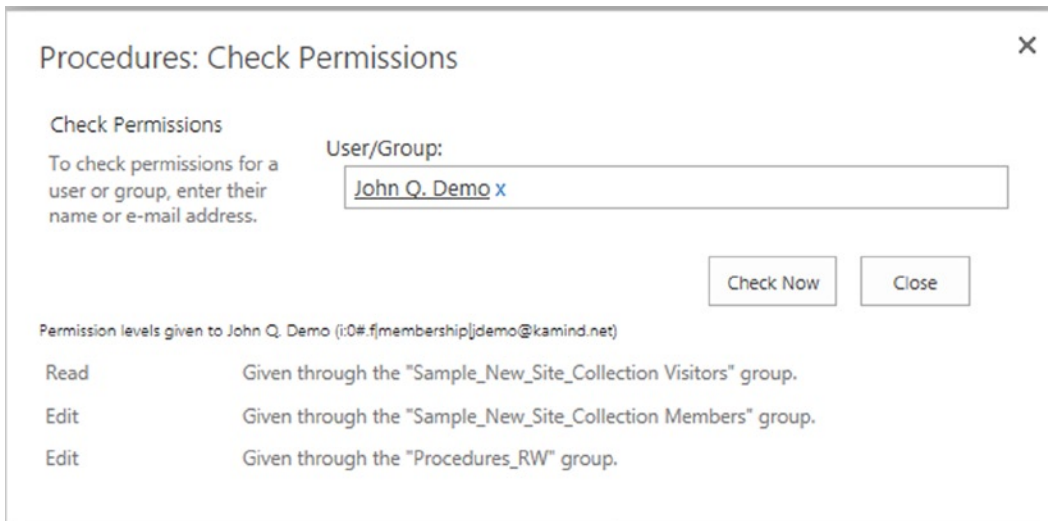 Procedures: Check Permissions
×
Check Permissions
To check permissions for a
user or group, enter their
name or e-mail address.
User/Group:
John Q. Demo x
Check Now
Close
Permission levels given to John Q. Demo (i:0#.f|membership|jdemo@kamind.net)
Read Given through the "Sample_New_Site_Collection Visitors" group.
Edit Given through the "Sample_New_Site_Collection Members" group.
Edit Given through the "Procedures_RW" group.